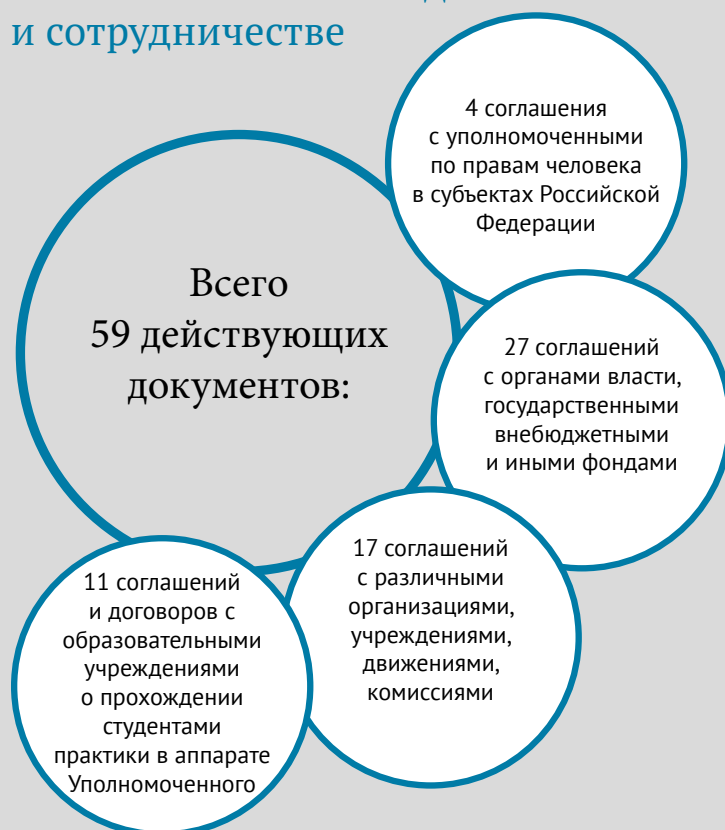 и сотрудничестве
4 соглашения
с уполномоченными
по правам человека
в субъектах Российской
Федерации
Всего
59 действующих
документов:
27 соглашений
с органами власти,
государственными
внебюджетными
и иными фондами
17 соглашений
с различными
организациями,
учреждениями,
движениями,
комиссиями
11 соглашений
и договоров с
образовательными
учреждениями
о прохождении
студентами
практики в аппарате
Уполномоченного